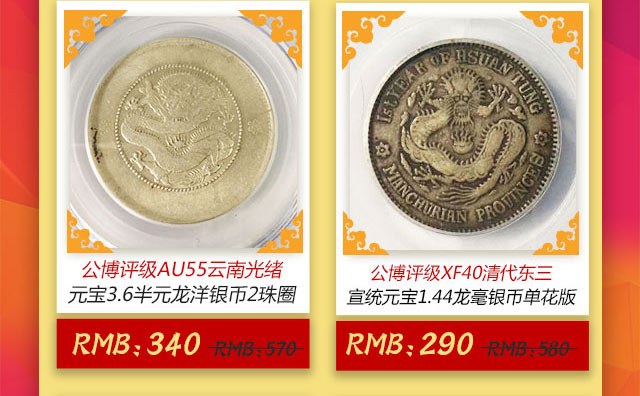 1ST YEAR OF HSUAN TUNG
MANCHURIAN PROVINCES
公博评级AU55云南光绪
元宝3.6半元龙洋银币2珠圈
RMB:340 RMB:570
公博评级XF40清代东三
宣统元宝1.44龙毫银币单花版
RMB:290 RMB:580